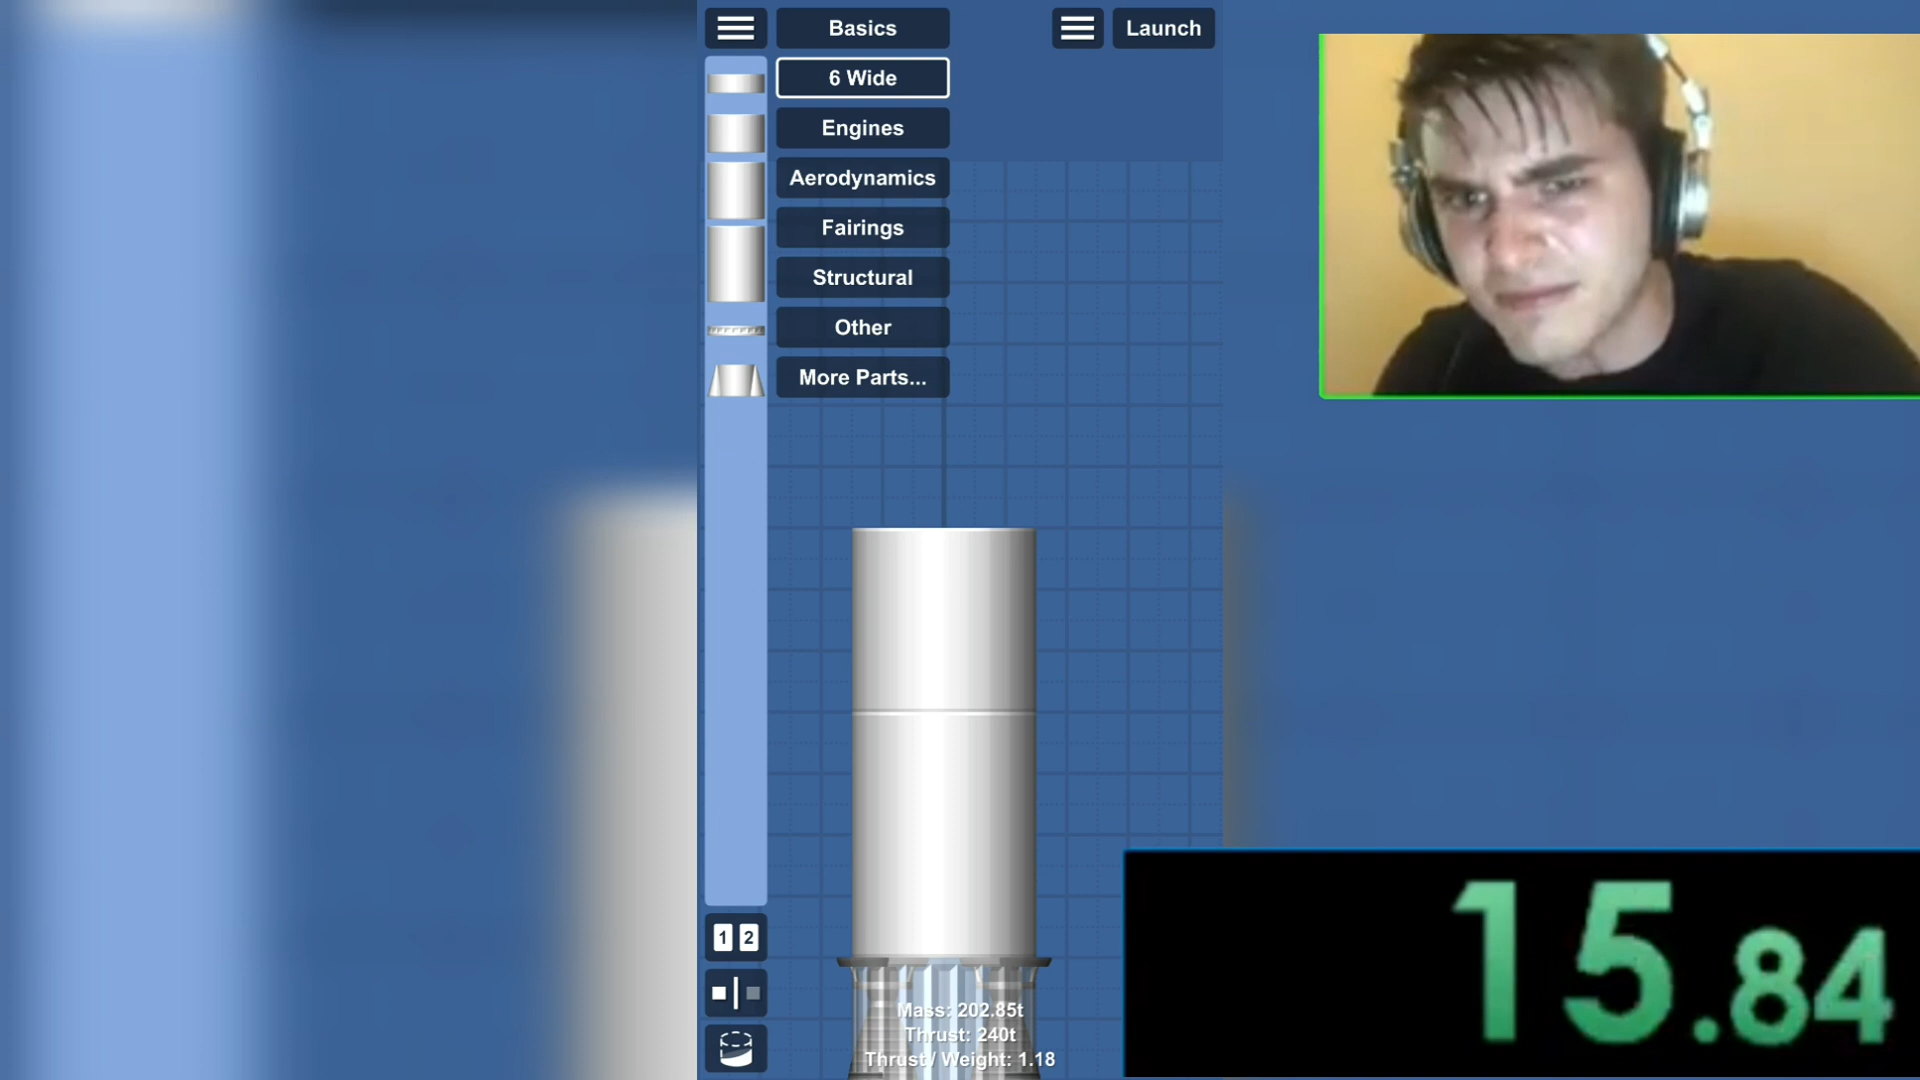 Basics
Launch
6 Wide
Engines
Aerodynamics
Fairings
Structural
Other
More Parts...
1 2
Mass: 202.85t
Thrust: 240t
Thrust / Weight: 1.18
15.84